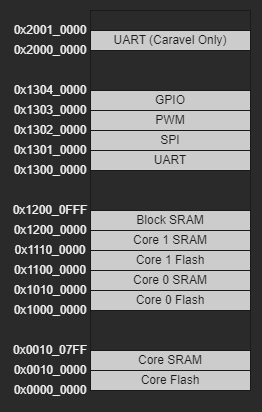 0x2001_0000
UART (Caravel Only)
0x2000_0000
0x1304_0000
GPIO
0x1303_0000
PWM
0x1302_0000
SPI
0x1301_0000
UART
0x1300_0000
0x1200_0FFF
Block SRAM
0x1200_0000
Core 1 SRAM
0x1110_0000
Core 1 Flash
0x1100_0000
Core 0 SRAM
0x1010_0000
Core 0 Flash
0x1000_0000
0x0010_07FF
Core SRAM
0x0010_0000
Core Flash
0x0000_0000